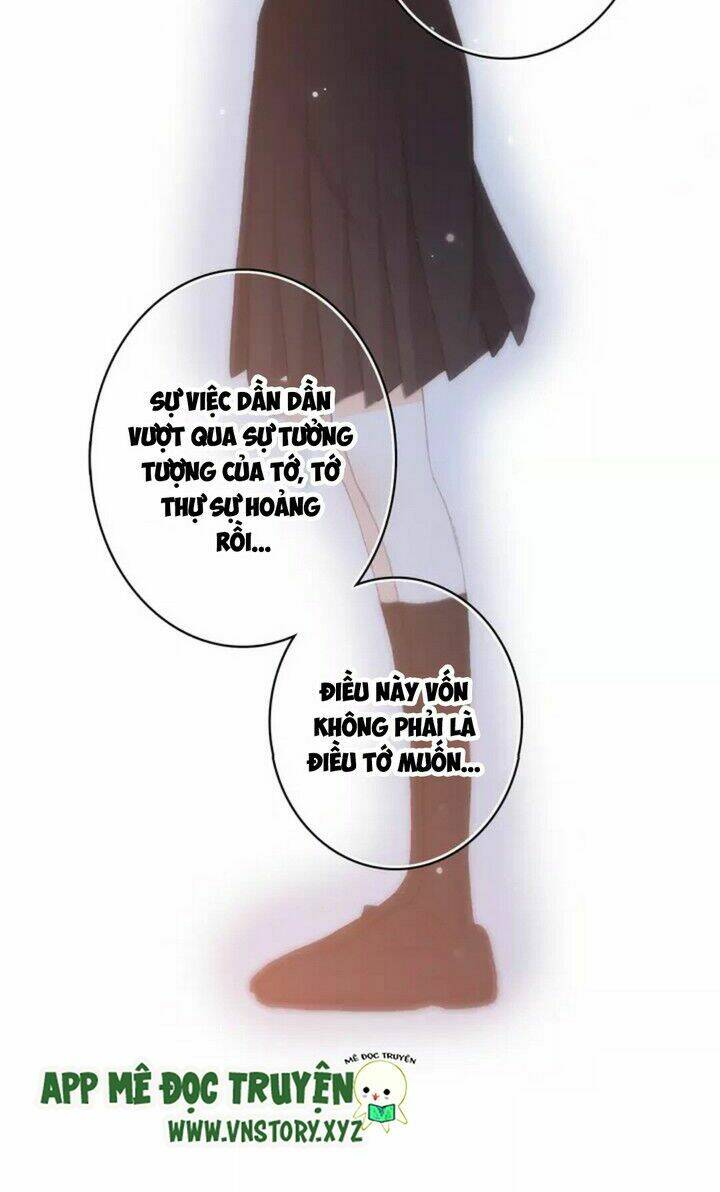 SỰ VIỆC DẦN DẦN
VƯỢT QUA SỰ TƯỞNG
TƯỢNG CỦA TỚ, TỚ
THỰ SỰ HOẢNG
RỒI...
ĐIỀU NÀY VỐN
KHÔNG PHẢI LÀ
ĐIỀU TỚ MUỐN...
MÊ ĐỌC TRUYỆN
APP MÊ ĐỌC TRUYỆN
WWW.VNSTORY.XYZ